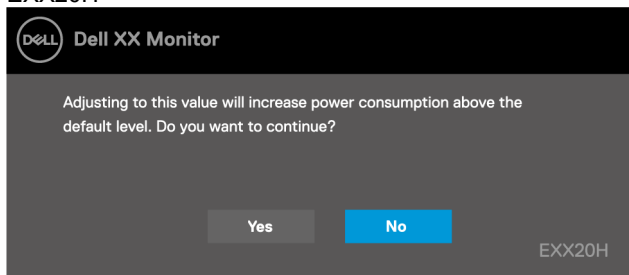 EXX20H
DELL Dell XX Monitor
Adjusting to this value will increase power consumption above the
default level. Do you want to continue?
Yes No
EXX20H